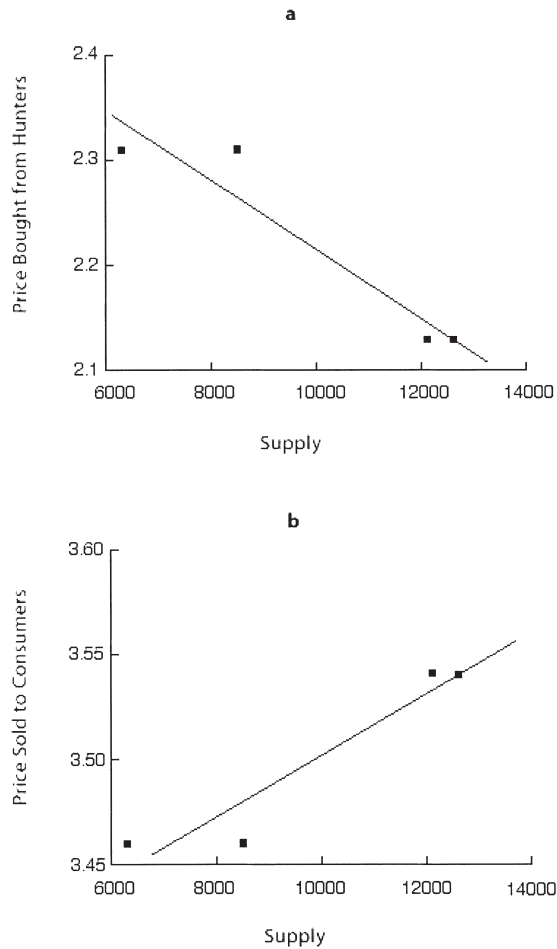 a
2.4
2.3
2.2
2.1
Price Bought from Hunters
6000 8000 10000 12000 14000
Supply
b
3.60
3.55
3.50
3.45
Price Sold to Consumers
6000 8000 10000 12000 14000
Supply